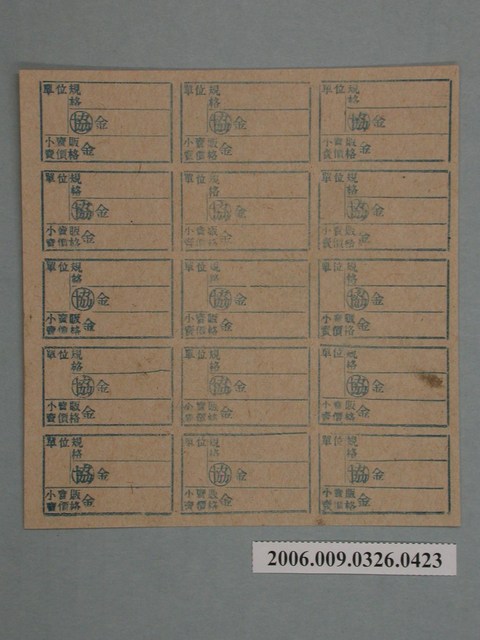 單位規
格
協金
小賣販
賣價格金
單位規
格
協金
小賣販
賣價格金
單位規
格
協金
小賣販
賣價格金
單位規
格
協金
小賣販
賣價格金
單位規
格
協金
小賣販
賣價格金
單位規
格
協金
小賣販
賣價格金
單位規
格
協金
小賣販
賣價格金
單位規
格
協金
小賣販
賣價格金
單位規
格
協金
小賣販
賣價格金
單位規
格
協金
小賣販
賣價格金
單位規
格
協金
小賣販
賣價格金
單位規
格
協金
小賣販
賣價格金
單位規
格
協金
小賣販
賣價格金
單位規
格
協金
小賣販
賣價格金
單位規
格
協金
小賣販
賣價格金
2006.009.0326.0423